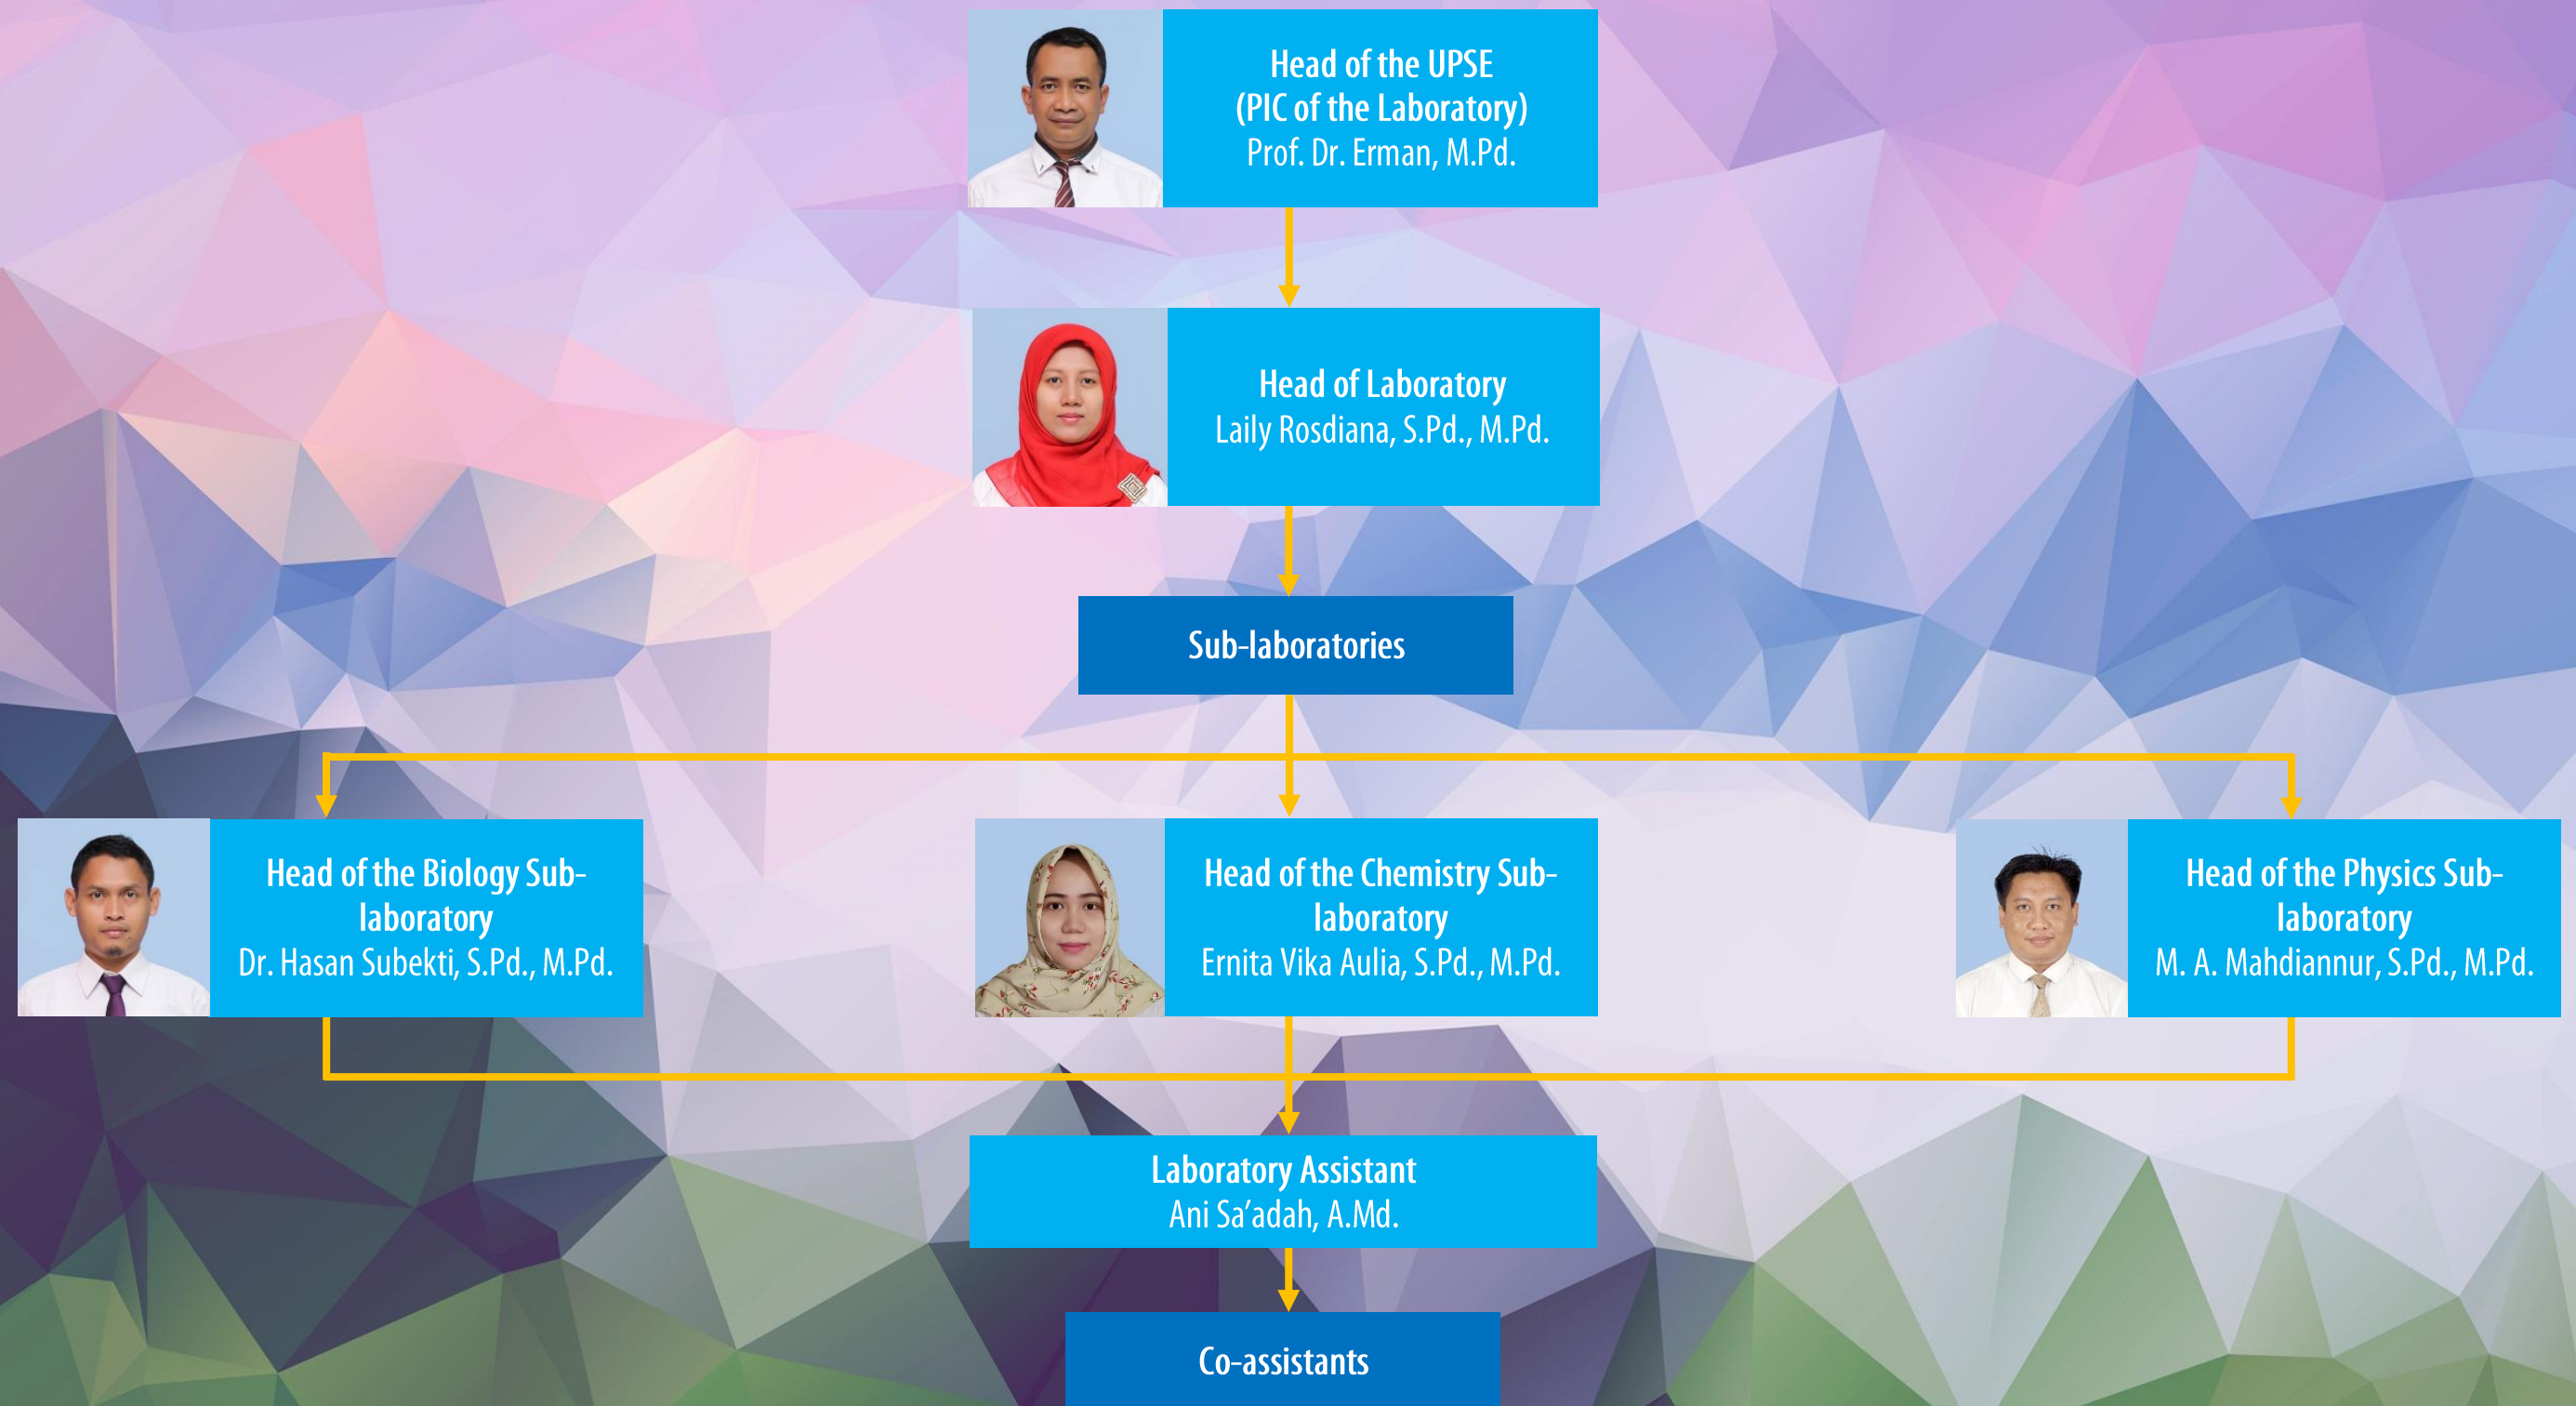 Head of the UPSE
(PIC of the Laboratory)
Prof. Dr. Erman, M.Pd.
Head of Laboratory
Laily Rosdiana, S.Pd., M.Pd.
Sub-laboratories
Head of the Biology Sub-
laboratory
Dr. Hasan Subekti, S.Pd., M.Pd.
Head of the Chemistry Sub-
laboratory
Ernita Vika Aulia, S.Pd., M.Pd.
Head of the Physics Sub-
laboratory
M. A. Mahdiannur, S.Pd., M.Pd.
Laboratory Assistant
Ani Sa’adah, A.Md.
Co-assistants